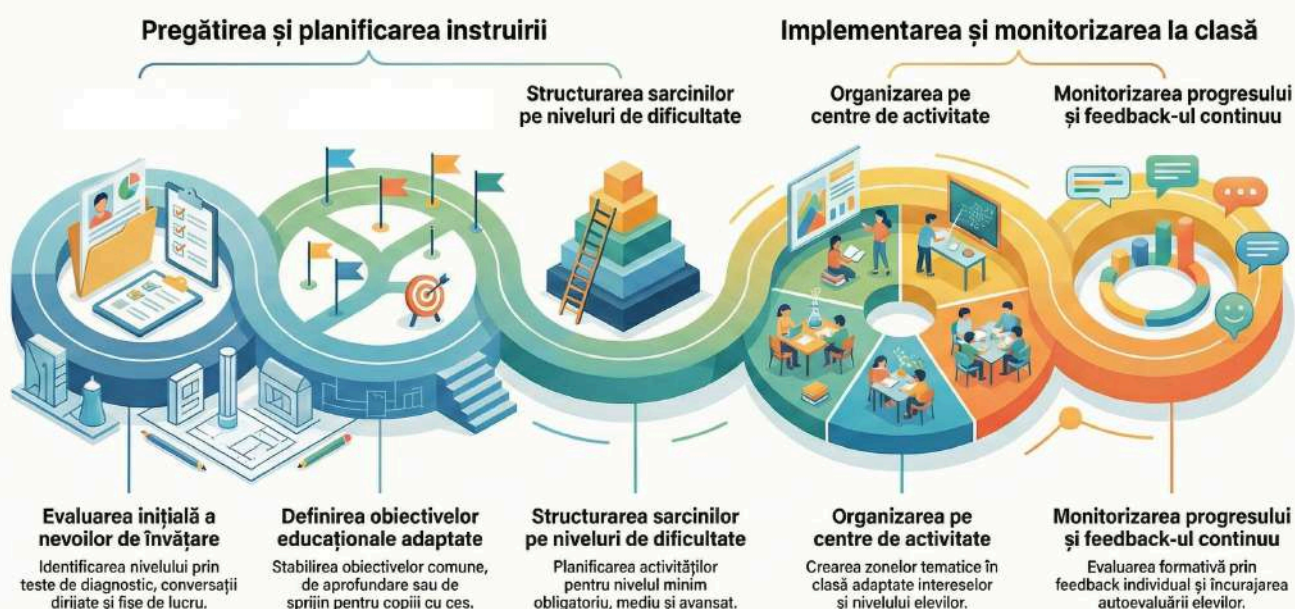 Pregătirea și planificarea instruirii
Implementarea și monitorizarea la clasă
Structurarea sarcinilor
pe niveluri de dificultate
Organizarea pe
centre de activitate
Monitorizarea progresului
și feedback-ul continuu
Evaluarea inițială a
nevoilor de învățare
Identificarea nivelului prin
teste de diagnostic, conversații
dirijate și fișe de lucru.
Definirea obiectivelor
educaționale adaptate
Stabilirea obiectivelor comune,
de aprofundare sau de
sprijin pentru copiii cu ces.
Structurarea sarcinilor
pe niveluri de dificultate
Planificarea activităților
pentru nivelul minim
obligatoriu, mediu și avansat.
Organizarea pe
centre de activitate
Crearea zonelor tematice în
clasă adaptate intereselor
și nivelului elevilor.
Monitorizarea progresului
și feedback-ul continuu
Evaluarea formativă prin
feedback individual și încurajarea
autoevaluării elevilor.